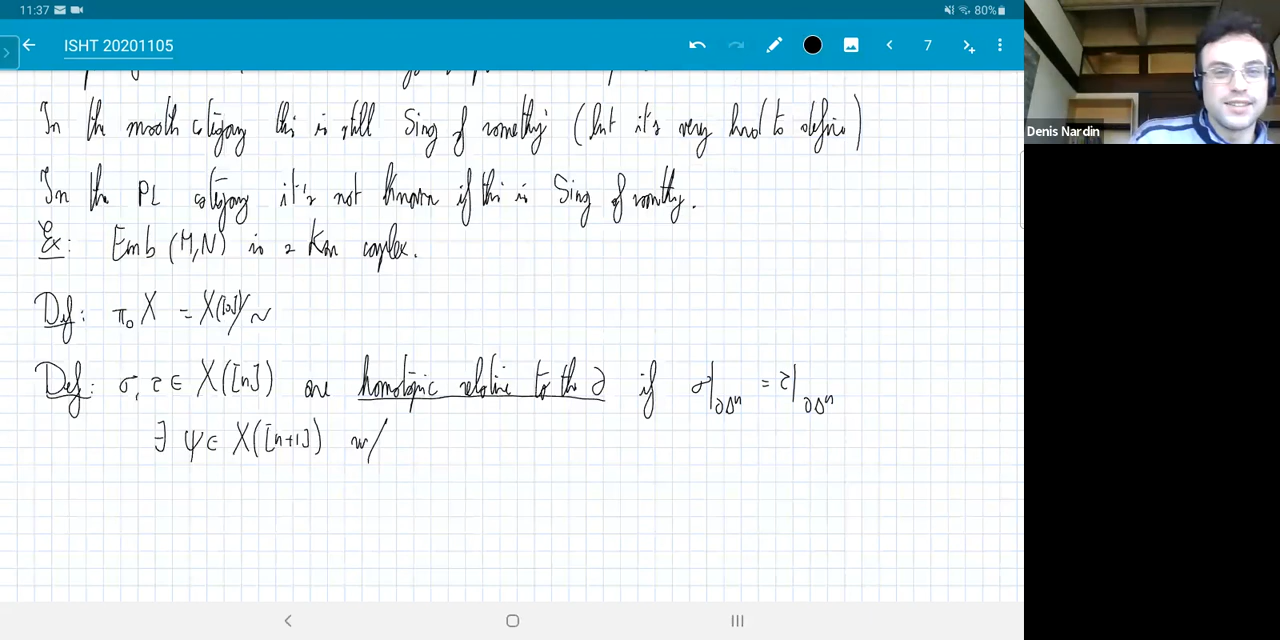 11:37
80%
ISHT 20201105
7
Denis Nardin
In the smooth category this is still Sing of something (but it's very hard to define)
In the PL category it's not known if this is Sing of somethg.
Ex: Emb (M,N) is a Kan complex.
Def: π₀ X = X([0])/~
Def: σ, τ ∈ X([n]) are homotopic relative to the ∂ if σ|∂Δⁿ = τ|∂Δⁿ
∃ ψ ∈ X([n+1]) w/